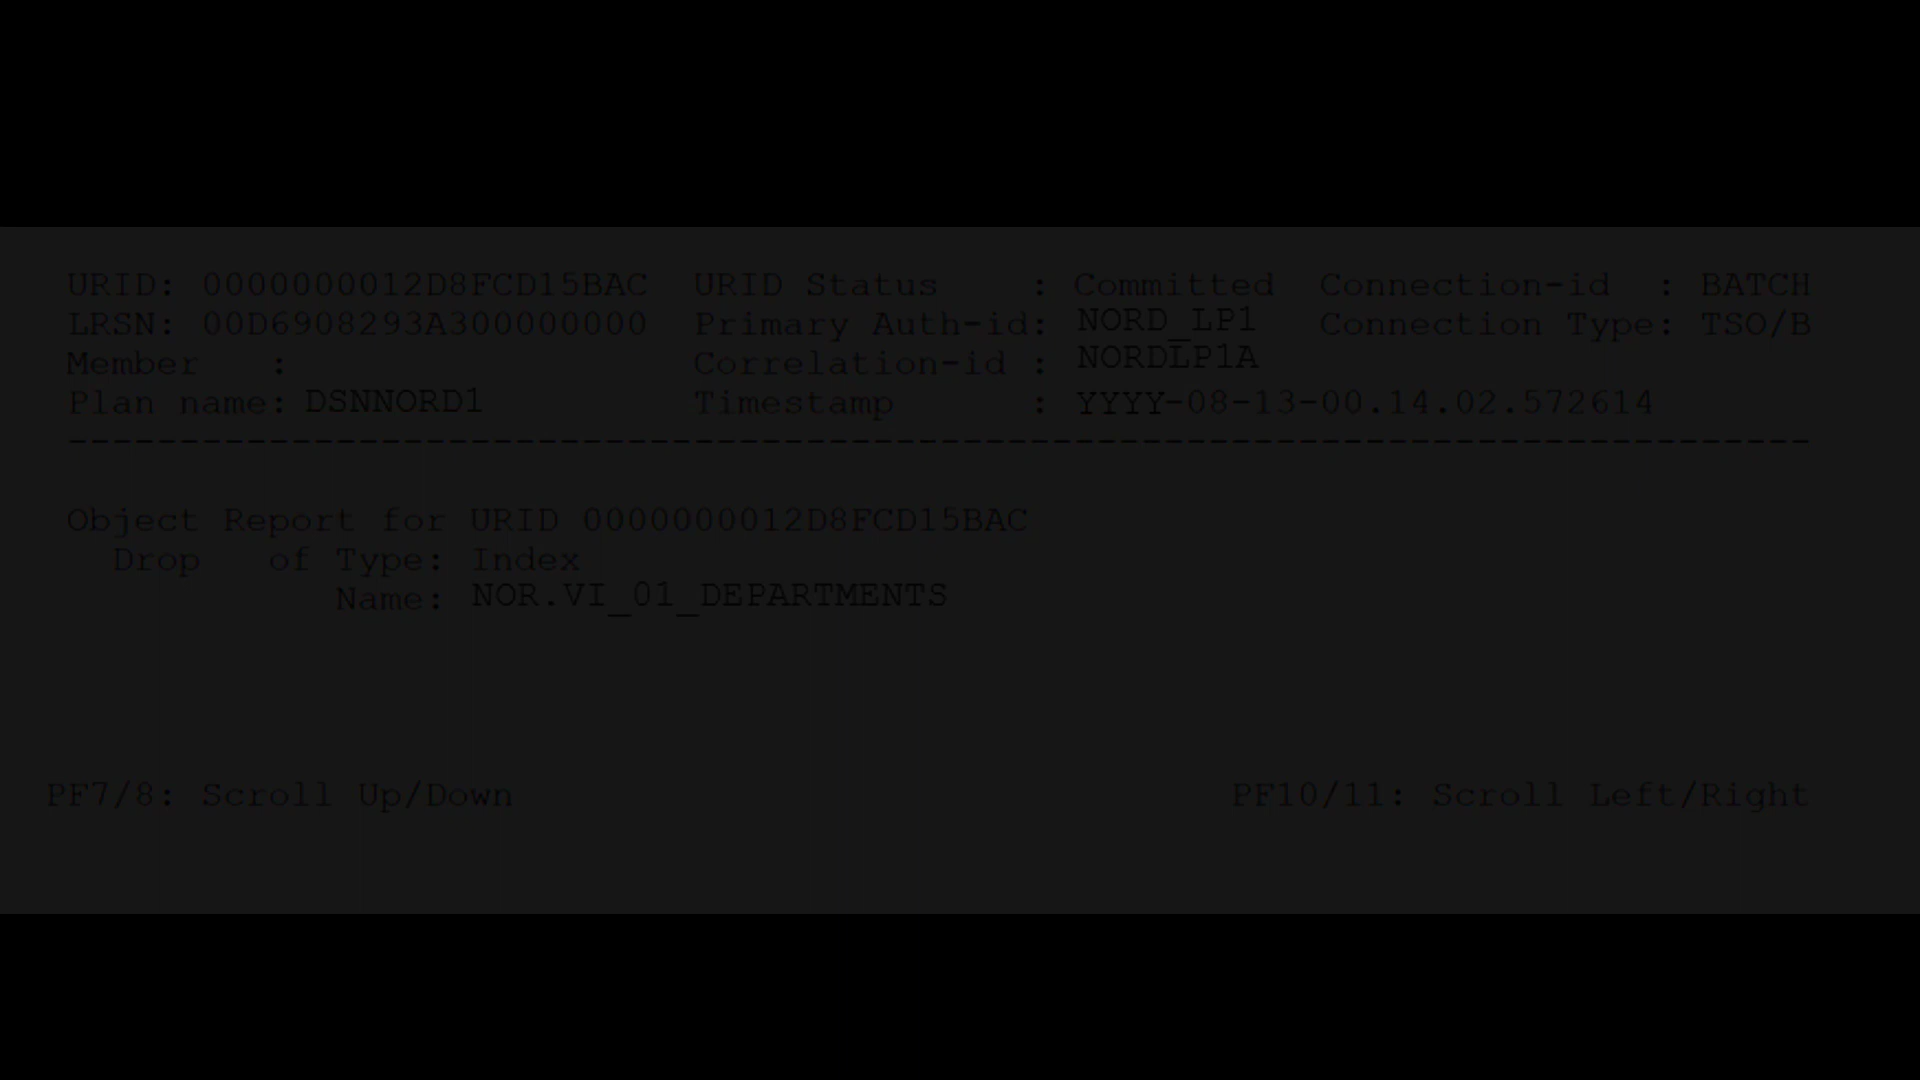 URID: 0000000012D8FCD15BAC  URID Status    : Committed  Connection-id  : BATCH
LRSN: 00D6908293A300000000  Primary Auth-id: NORD_LP1   Connection Type: TSO/B
Member   :                  Correlation-id : NORDLP1A
Plan name: DSNNORD1         Timestamp      : YYYY-08-13-00.14.02.572614
------------------------------------------------------------------------------
Object Report for URID 0000000012D8FCD15BAC
Drop   of Type: Index
Name: NOR.VI_01_DEPARTMENTS
PF7/8: Scroll Up/Down                                PF10/11: Scroll Left/Right